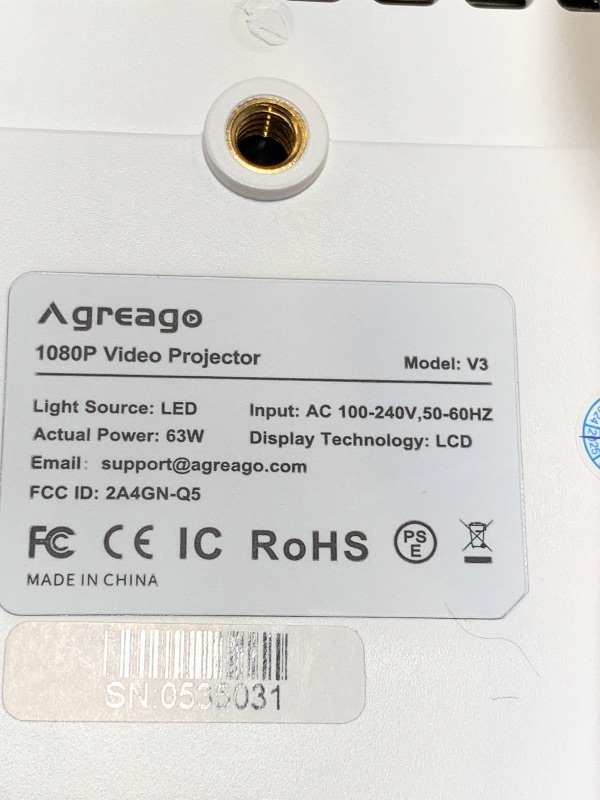 Agreago
1080P Video Projector
Model: V3
Light Source: LED
Input: AC 100-240V,50-60HZ
Actual Power: 63W
Display Technology: LCD
Email: support@agreago.com
FCC ID: 2A4GN-Q5
FC CE IC RoHS PS E
MADE IN CHINA
SN:0535031